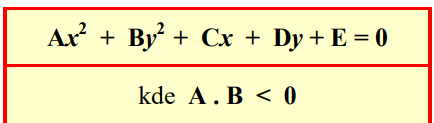 Ax² + By² + Cx + Dy + E = 0
kde A . B < 0